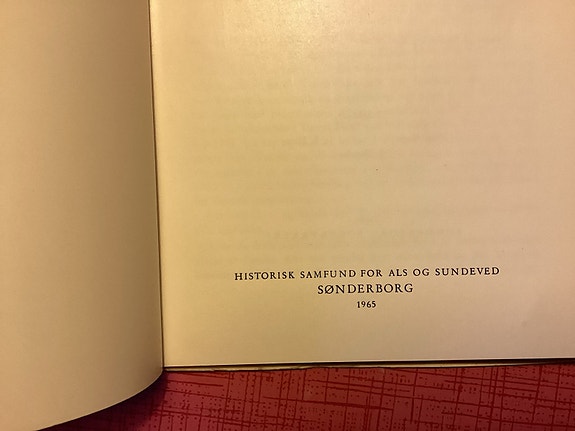 HISTORISK SAMFUND FOR ALS OG SUNDEVED
SØNDERBORG
1965